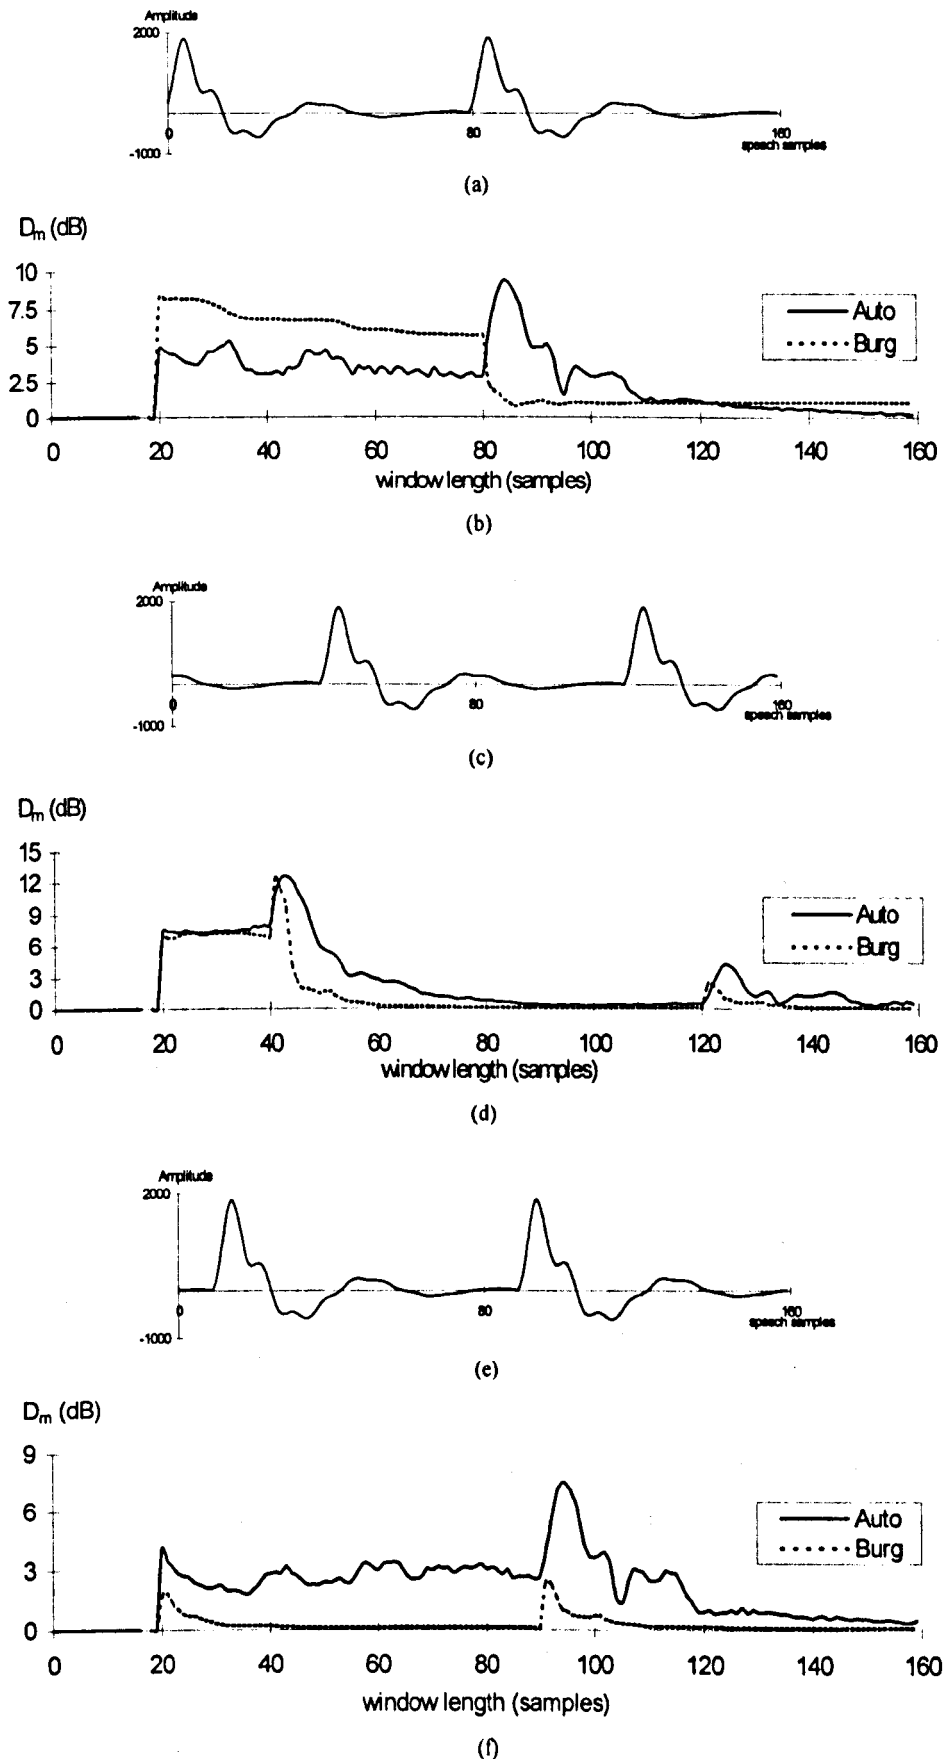 Amplitude
2000
0
80
160
-1000
speech samples
(a)
Dm (dB)
10
7.5
5
2.5
0
Auto
Burg
0 20 40 60 80 100 120 140 160
window length (samples)
(b)
Amplitude
2000
0
80
160
-1000
speech samples
(c)
Dm (dB)
15
12
9
6
3
0
Auto
Burg
0 20 40 60 80 100 120 140 160
window length (samples)
(d)
Amplitude
2000
0
80
160
-1000
speech samples
(e)
Dm (dB)
9
6
3
0
Auto
Burg
0 20 40 60 80 100 120 140 160
window length (samples)
(f)